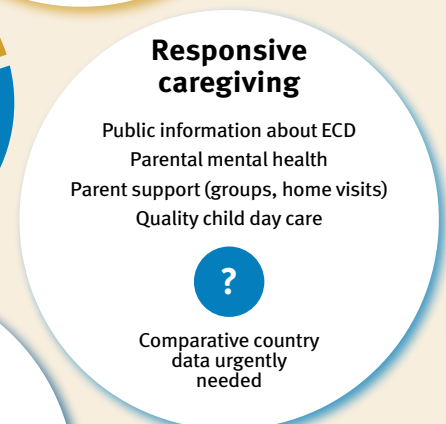 Responsive
caregiving
Public information about ECD
Parental mental health
Parent support (groups, home visits)
Quality child day care
?
Comparative country
data urgently
needed